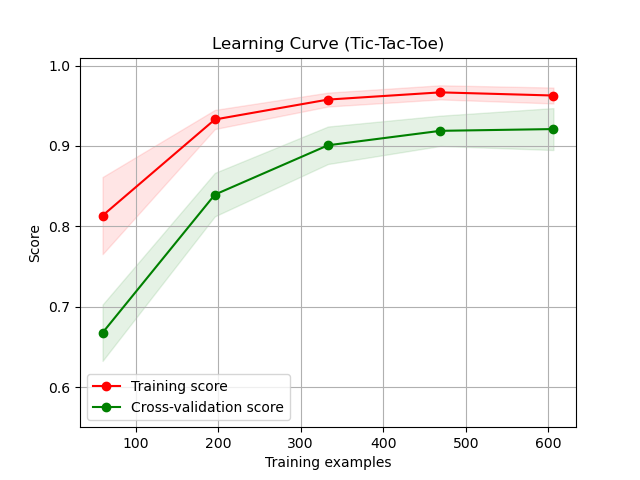 Learning Curve (Tic-Tac-Toe)
1.0
0.9
0.8
0.7
0.6
Score
Training score
Cross-validation score
100 200 300 400 500 600
Training examples